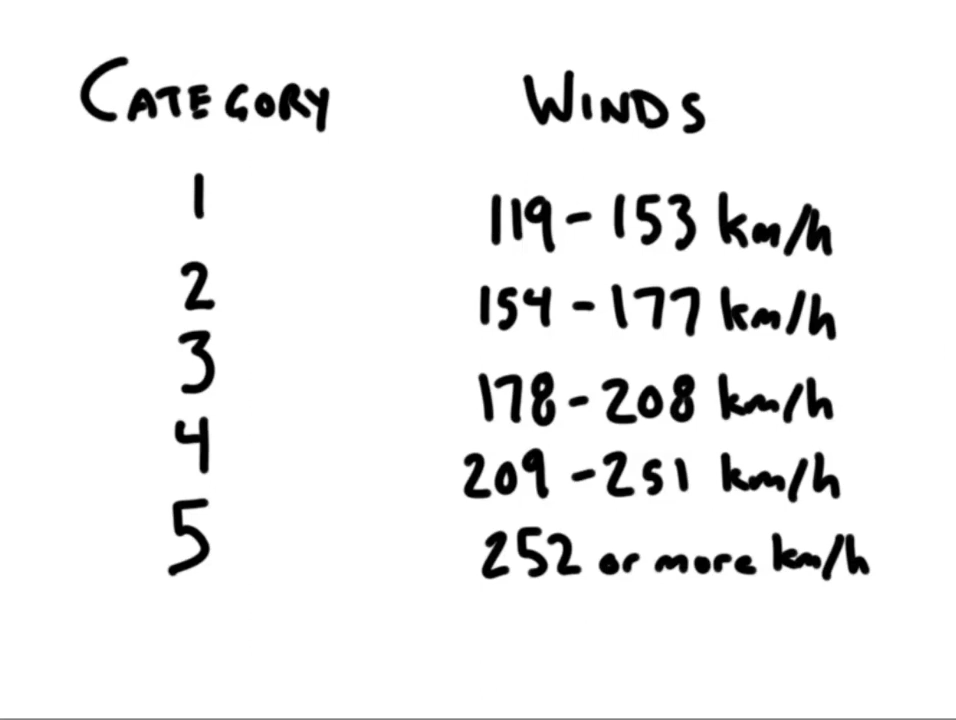 CATEGORY WINDS
1 119 - 153 km/h
2 154 - 177 km/h
3 178 - 208 km/h
4 209 - 251 km/h
5 252 or more km/h